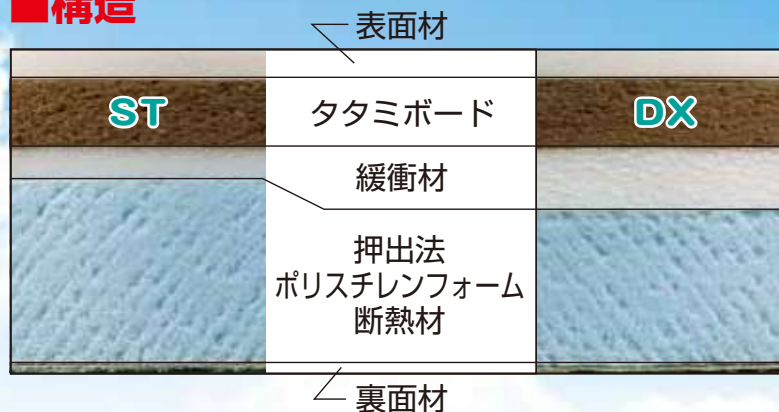 ■構造
表面材
ST
タタミボード
DX
緩衝材
押出法
ポリスチレンフォーム
断熱材
裏面材